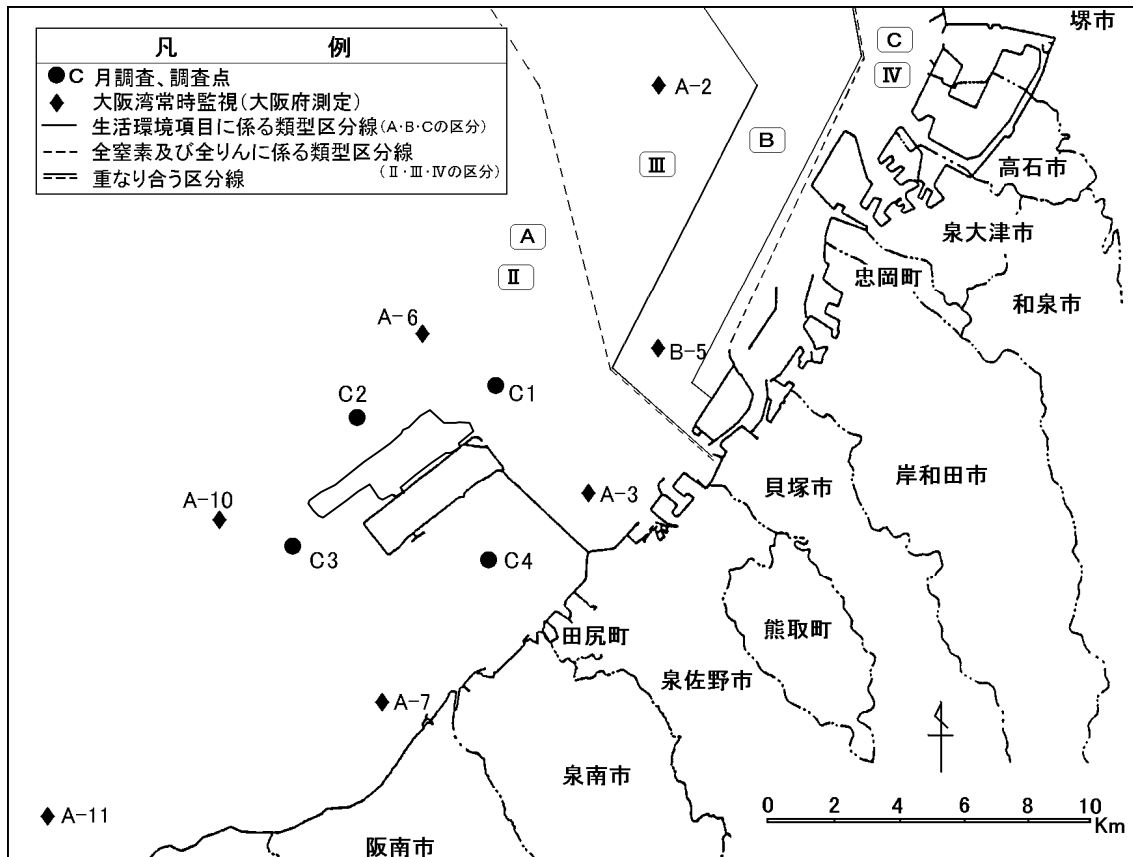 凡 例
C 月調査、調査点
大阪湾常時監視(大阪府測定)
生活環境項目に係る類型区分線(A・B・Cの区分)
全窒素及び全りんに係る類型区分線
(Ⅱ・Ⅲ・Ⅳの区分)
重なり合う区分線
堺市
C
Ⅳ
A-2
B
Ⅲ
高石市
泉大津市
A
忠岡町
Ⅱ
和泉市
A-6
B-5
C1
C2
岸和田市
貝塚市
A-3
A-10
C3
C4
熊取町
田尻町
泉佐野市
A-7
泉南市
A-11
阪南市
0 2 4 6 8 10
Km